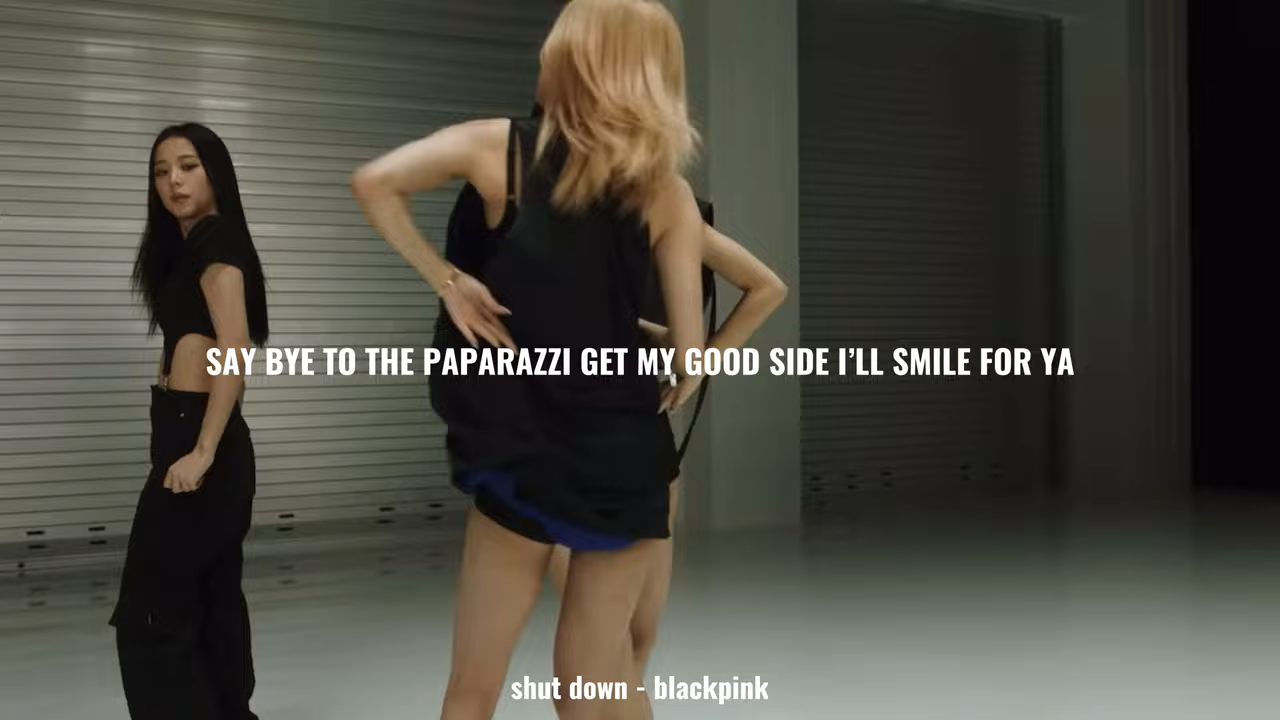 SAY BYE TO THE PAPARAZZI GET MY GOOD SIDE I’LL SMILE FOR YA
shut down - blackpink